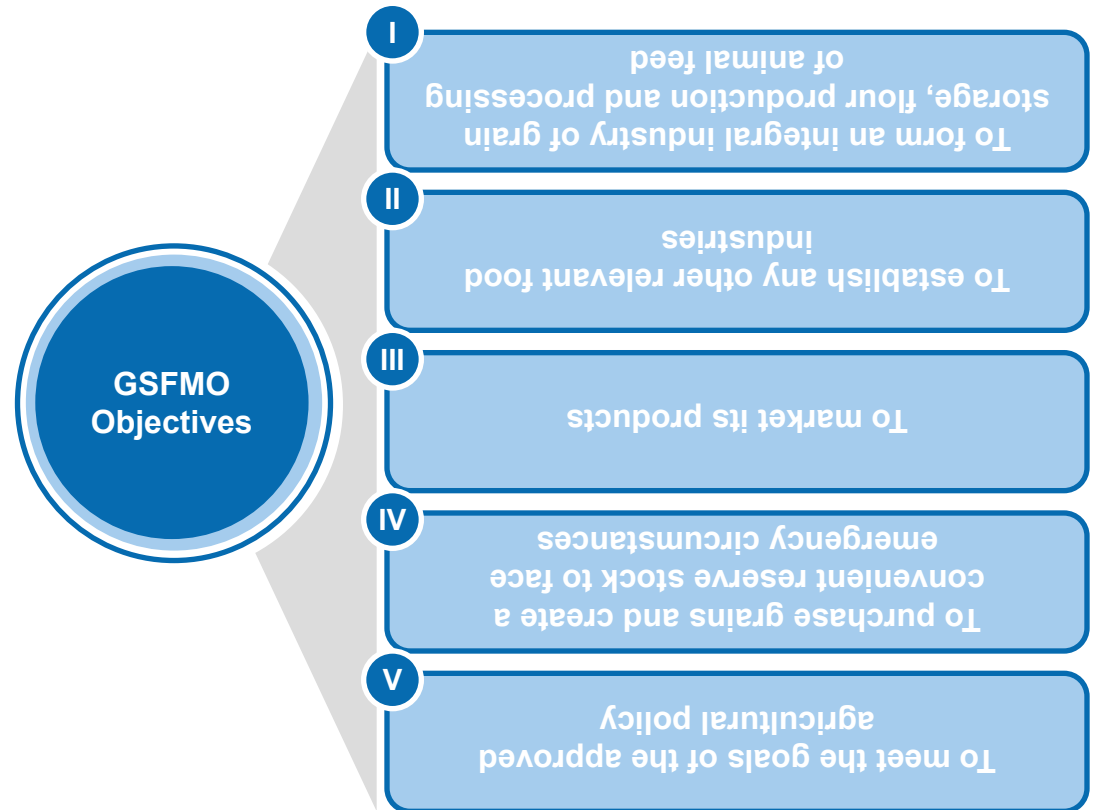 GSFMO
Objectives
I
To form an integral industry of grain
storage, flour production and processing
of animal feed
II
To establish any other relevant food
industries
III
To market its products
IV
To purchase grains and create a
convenient reserve stock to face
emergency circumstances
V
To meet the goals of the approved
agricultural policy